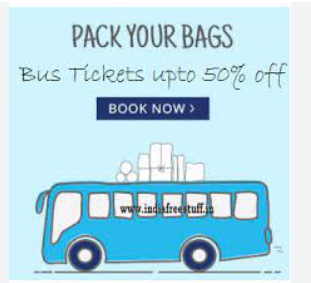 PACK YOUR BAGS
Bus Tickets upto 50% off
BOOK NOW >
www.indiafreestuff.in